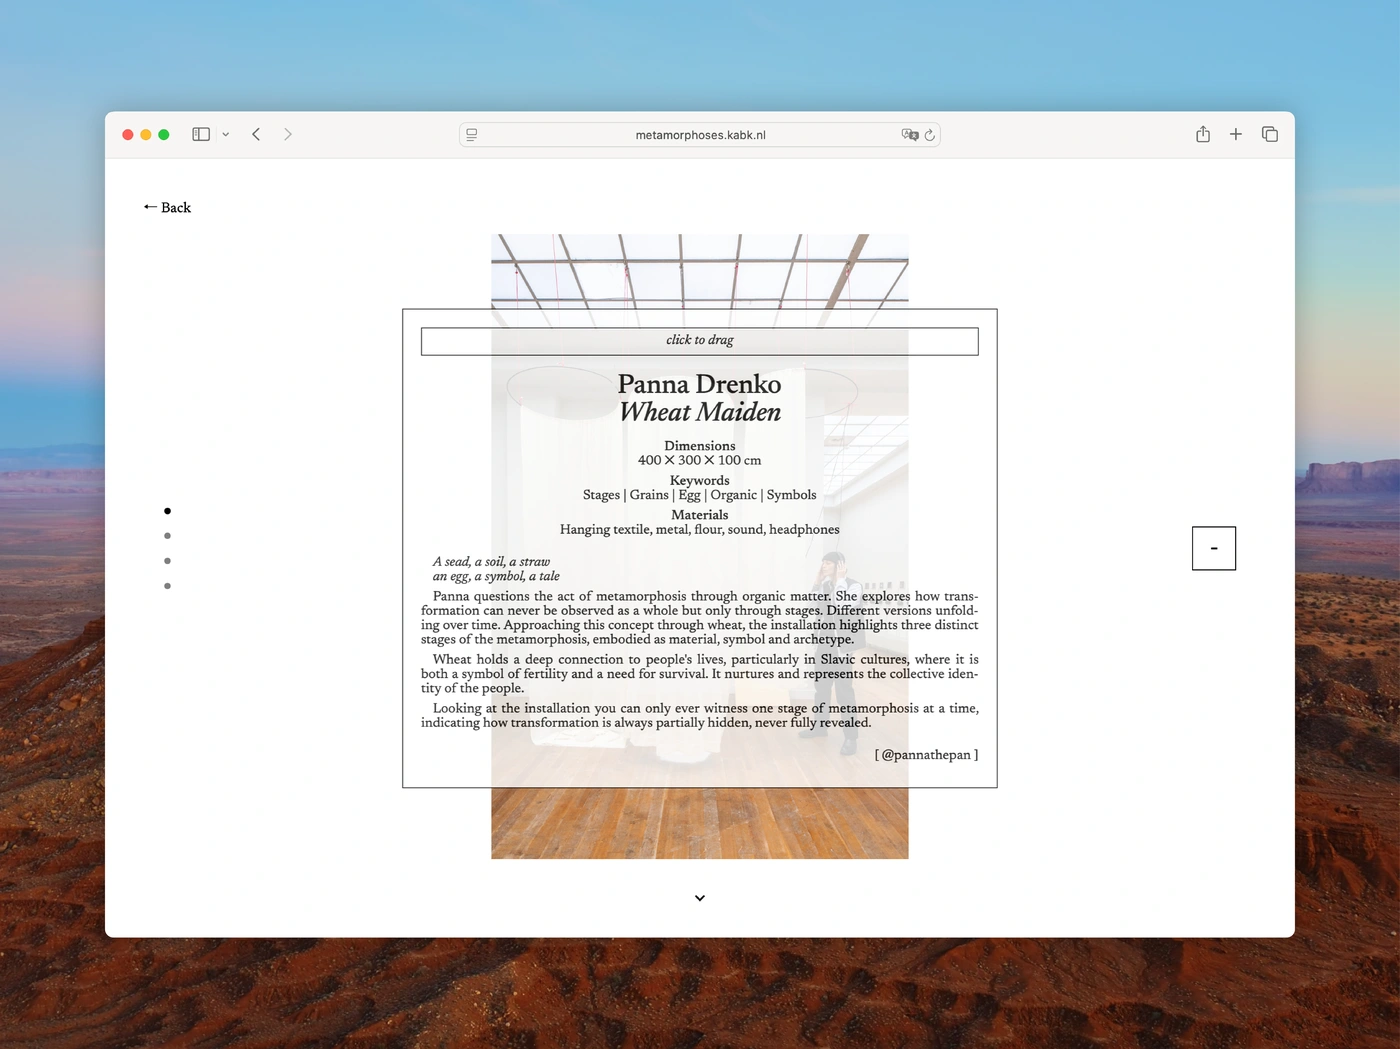 metamorphoses.kabk.nl
← Back
click to drag
Panna Drenko
Wheat Maiden
Dimensions
400 × 300 × 100 cm
Keywords
Stages | Grains | Egg | Organic | Symbols
Materials
Hanging textile, metal, flour, sound, headphones
A sead, a soil, a straw
an egg, a symbol, a tale
Panna questions the act of metamorphosis through organic matter. She explores how trans-
formation can never be observed as a whole but only through stages. Different versions unfold-
ing over time. Approaching this concept through wheat, the installation highlights three distinct
stages of the metamorphosis, embodied as material, symbol and archetype.
Wheat holds a deep connection to people's lives, particularly in Slavic cultures, where it is
both a symbol of fertility and a need for survival. It nurtures and represents the collective iden-
tity of the people.
Looking at the installation you can only ever witness one stage of metamorphosis at a time,
indicating how transformation is always partially hidden, never fully revealed.
[ @pannathepan ]
-